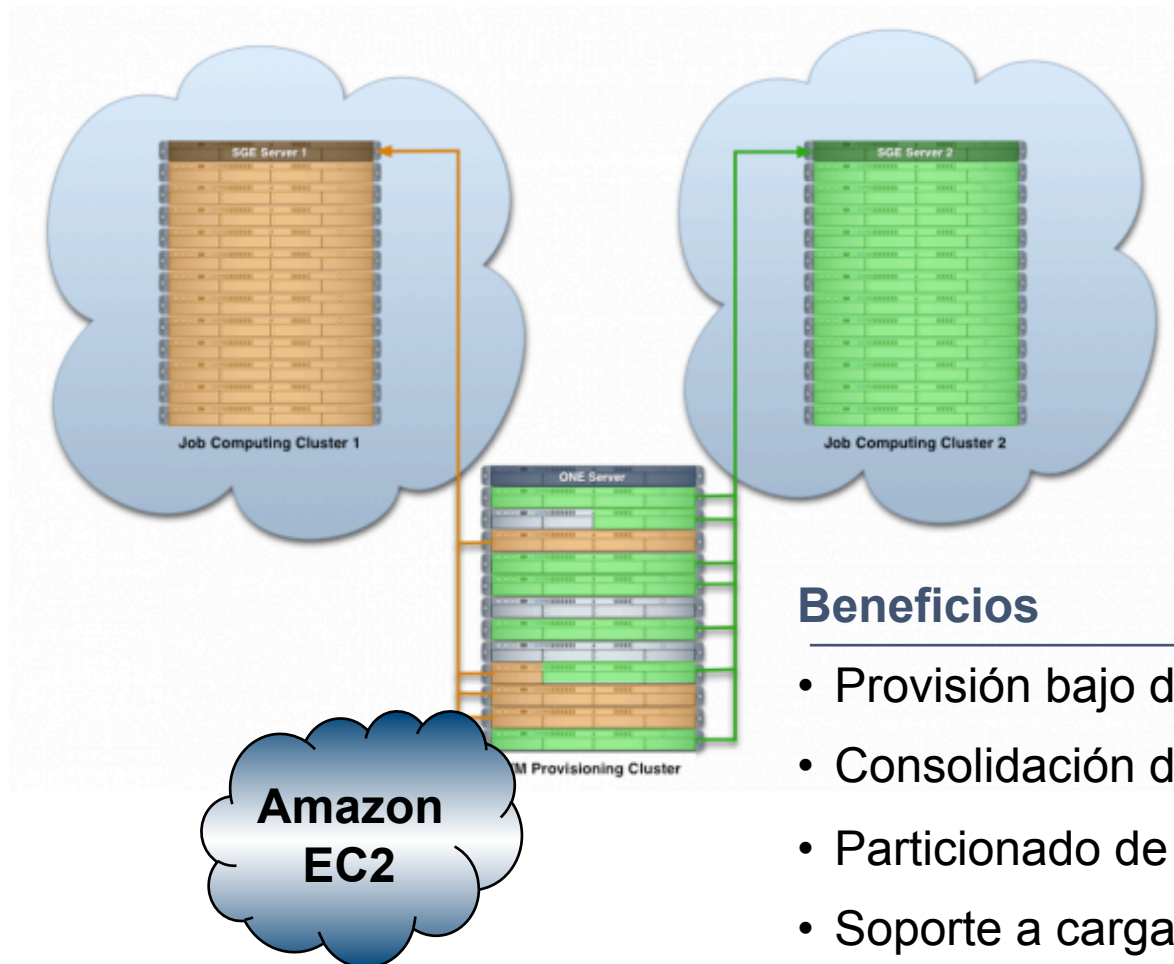 SGE Server 1
SGE Server 2
Job Computing Cluster 1
Job Computing Cluster 2
ONE Server
M Provisioning Cluster
Amazon
EC2
Beneficios
• Provisión bajo d
• Consolidación d
• Particionado de
• Soporte a carga